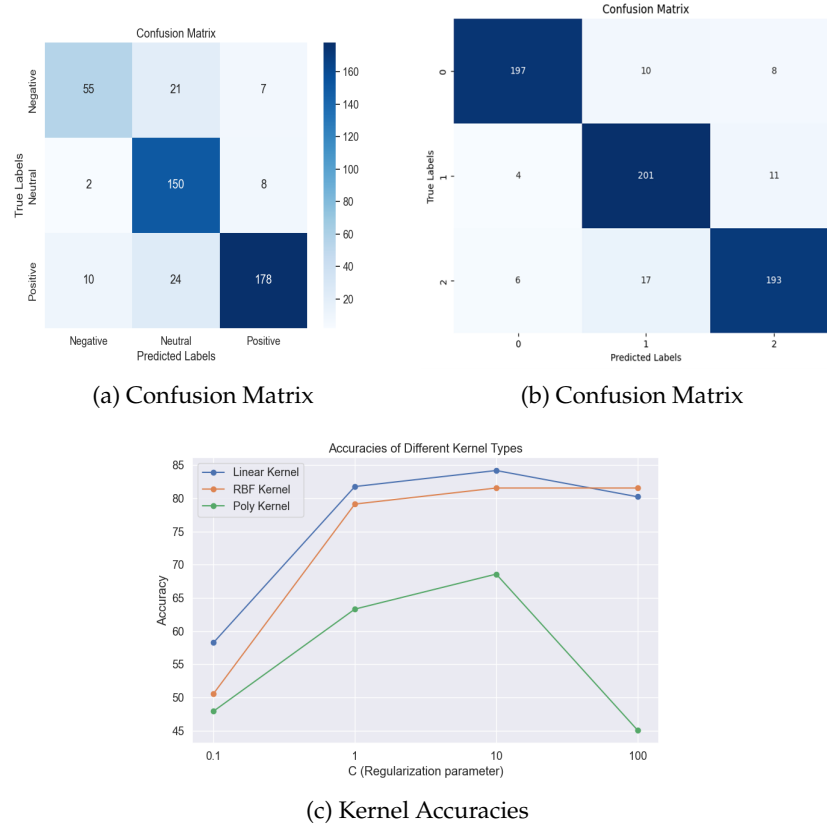 Confusion Matrix
Negative 55 21 7
Neutral 2 150 8
Positive 10 24 178
True Labels
Negative Neutral Positive
Predicted Labels
160
140
120
100
80
60
40
20
(a) Confusion Matrix
Confusion Matrix
0 197 10 8
1 4 201 11
2 6 17 193
True Labels
0 1 2
Predicted Labels
(b) Confusion Matrix
Accuracies of Different Kernel Types
Linear Kernel
RBF Kernel
Poly Kernel
85
80
75
70
65
60
55
50
45
Accuracy
0.1 1 10 100
C (Regularization parameter)
(c) Kernel Accuracies